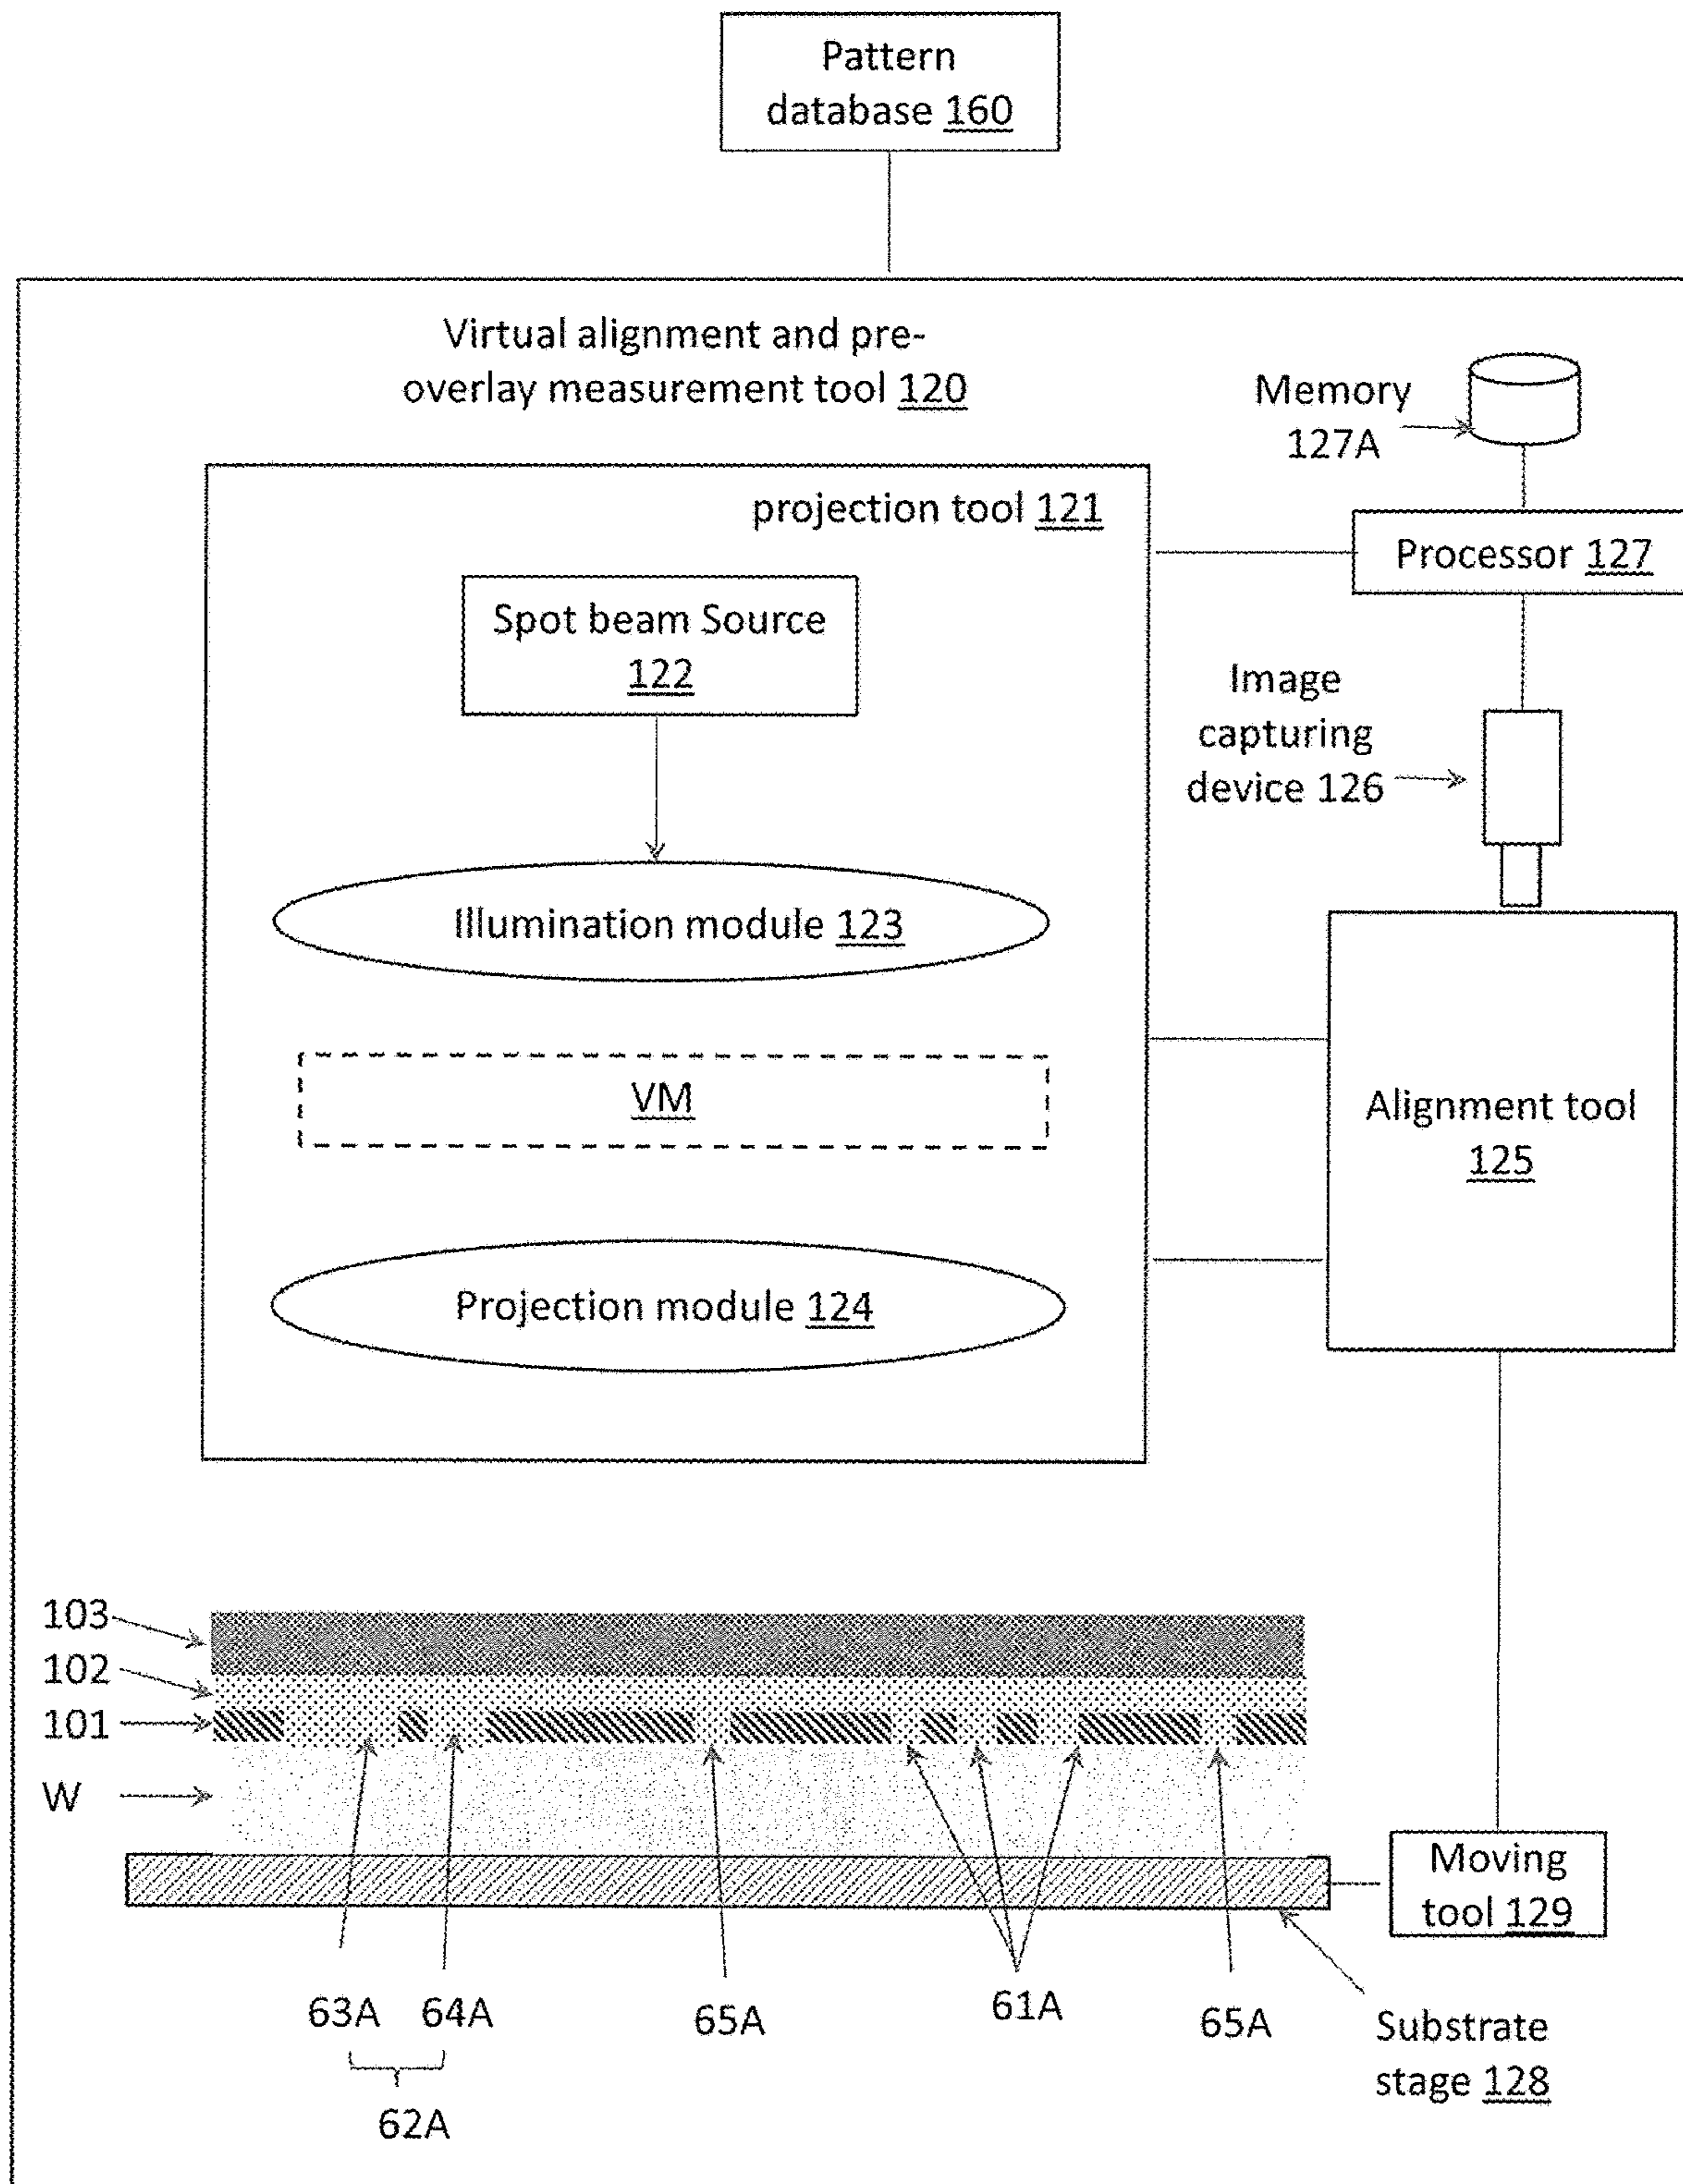 Pattern
database 160
Virtual alignment and pre-
overlay measurement tool 120
Memory
127A
projection tool 121
Processor 127
Spot beam Source
122
Image
capturing
device 126
Illumination module 123
VM
Alignment tool
125
Projection module 124
103
102
101
W
Moving
tool 129
63A
64A
65A
61A
65A
Substrate
stage 128
62A